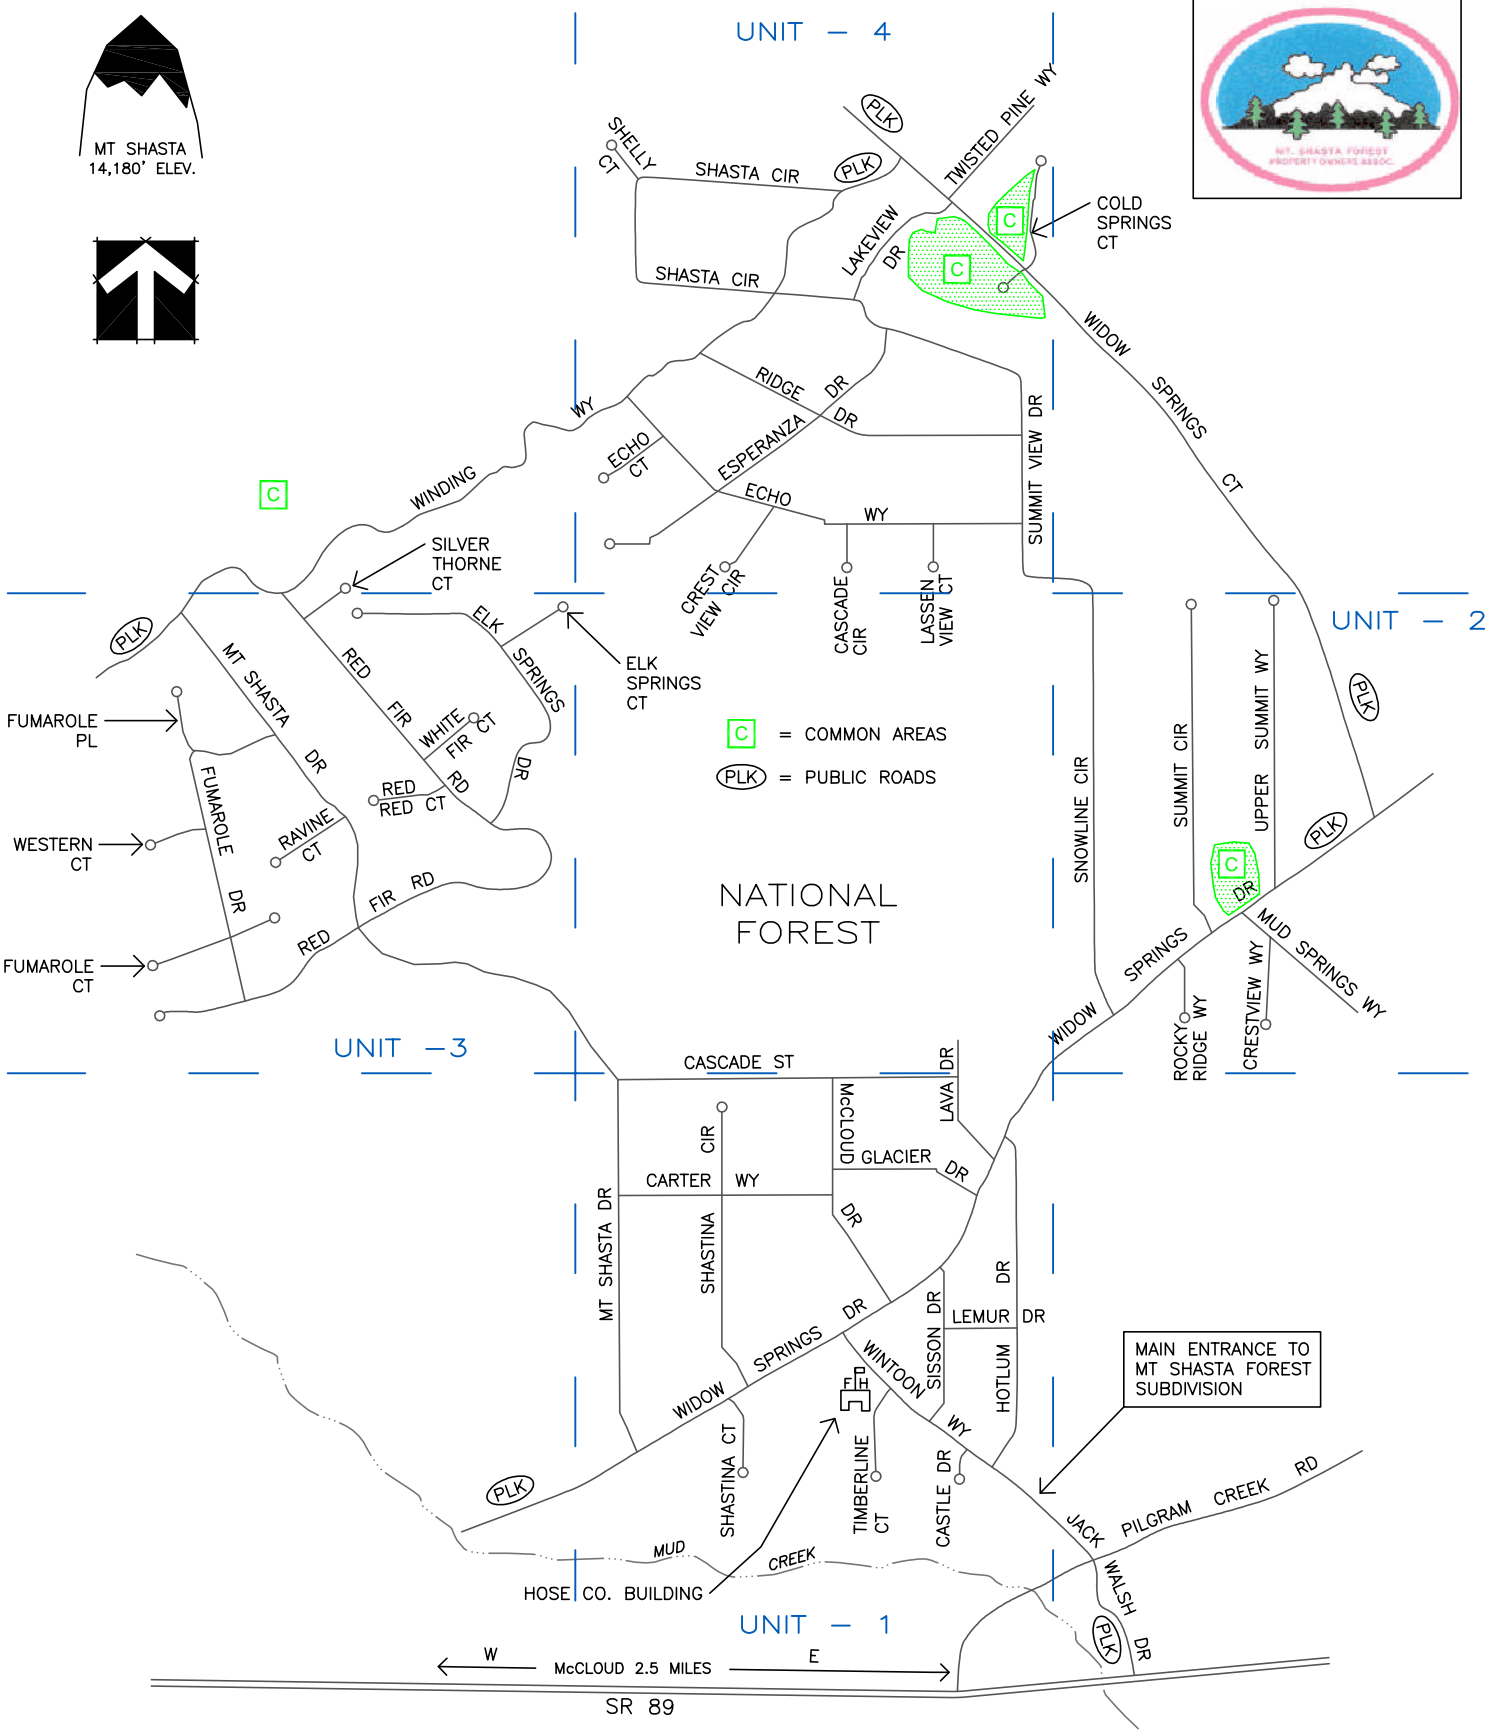 UNIT - 4
MT SHASTA
14,180' ELEV.
MT. SHASTA FOREST
PROPERTY OWNERS ASSOC.
PLK
TWISTED PINE WY
SHELLY
CT
SHASTA CIR
PLK
COLD
SPRINGS
CT
C
C
LAKEVIEW
DR
SHASTA CIR
WIDOW
SPRINGS
CT
RIDGE
DR
ESPERANZA
DR
SUMMIT VIEW DR
WINDING
WY
ECHO
CT
ECHO
WY
C
SILVER
THORNE
CT
CREST
VIEW CIR
CASCADE
CIR
LASSEN
VIEW CT
UNIT - 2
PLK
MT SHASTA
DR
RED
FIR
RD
ELK
SPRINGS
DR
ELK
SPRINGS
CT
WHITE
FIR CT
FUMAROLE
PL
PLK
C = COMMON AREAS
PLK = PUBLIC ROADS
SUMMIT CIR
UPPER SUMMIT WY
SNOWLINE CIR
RED
RED CT
RAVINE
CT
FUMAROLE
DR
WESTERN
CT
PLK
C
NATIONAL
FOREST
RED
FIR RD
FUMAROLE
CT
WIDOW
SPRINGS
DR
MUD SPRINGS WY
CRESTVIEW WY
ROCKY
RIDGE WY
UNIT -3
CASCADE ST
LAVA DR
McCLOUD
DR
GLACIER
DR
CARTER WY
SHASTINA
CIR
MT SHASTA DR
SISSON DR
LEMUR DR
HOTLUM
DR
WIDOW
SPRINGS
DR
WINTOON
WY
F H
MAIN ENTRANCE TO
MT SHASTA FOREST
SUBDIVISION
SHASTINA CT
TIMBERLINE
CT
CASTLE DR
PLK
JACK
WALSH
DR
PILGRAM CREEK RD
MUD
CREEK
HOSE CO. BUILDING
UNIT - 1
PLK
W
E
McCLOUD 2.5 MILES
SR 89